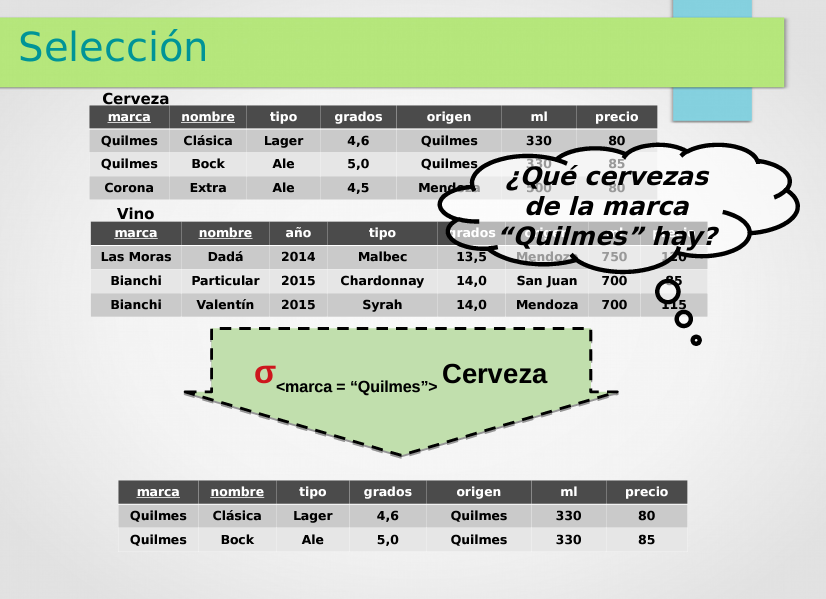 Selección
Cerveza
marca nombre tipo grados origen ml precio
Quilmes Clásica Lager 4,6 Quilmes 330 80
Quilmes Bock Ale 5,0 Quilmes 330 85
Corona Extra Ale 4,5 Mendoza 500 80
¿Qué cervezas
de la marca
“Quilmes” hay?
Vino
marca nombre año tipo grados
Las Moras Dadá 2014 Malbec 13,5 Mendoza 750 120
Bianchi Particular 2015 Chardonnay 14,0 San Juan 700 95
Bianchi Valentín 2015 Syrah 14,0 Mendoza 700 115
σ<marca = “Quilmes”> Cerveza
marca nombre tipo grados origen ml precio
Quilmes Clásica Lager 4,6 Quilmes 330 80
Quilmes Bock Ale 5,0 Quilmes 330 85